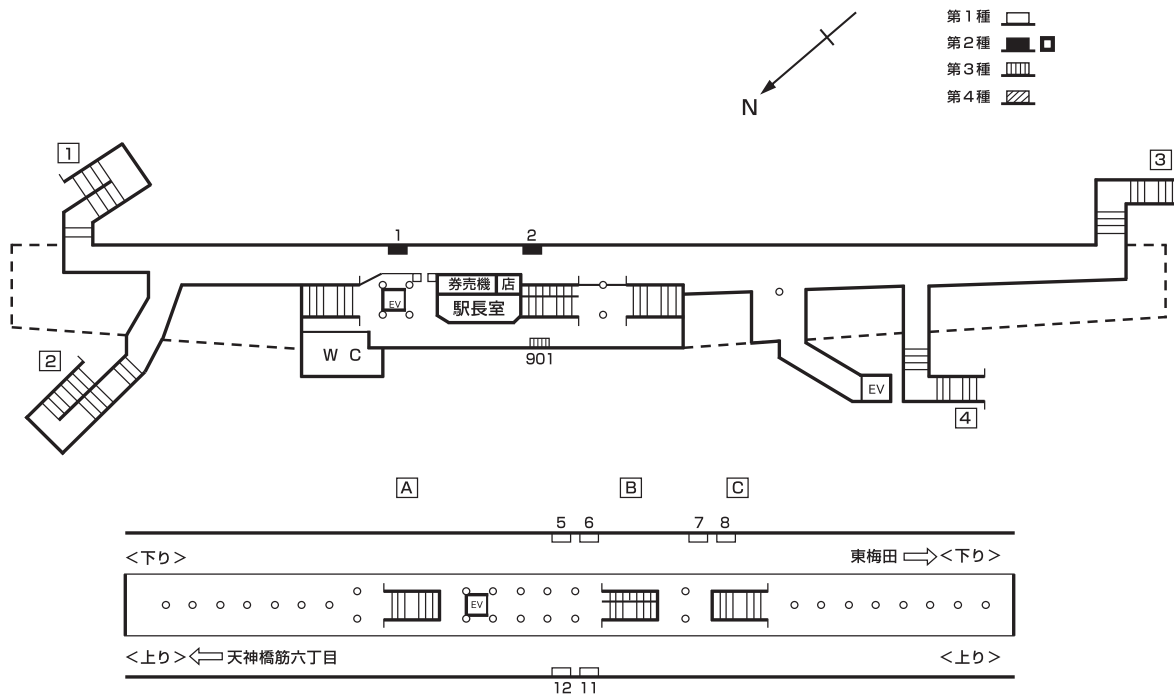 第1種
第2種
第3種
第4種
N
1
3
1
2
EV
券売機
店
駅長室
W C
901
2
EV
4
A
B
C
5 6
7 8
<下り>
東梅田
<下り>
EV
<上り>
天神橋筋六丁目
<上り>
12 11